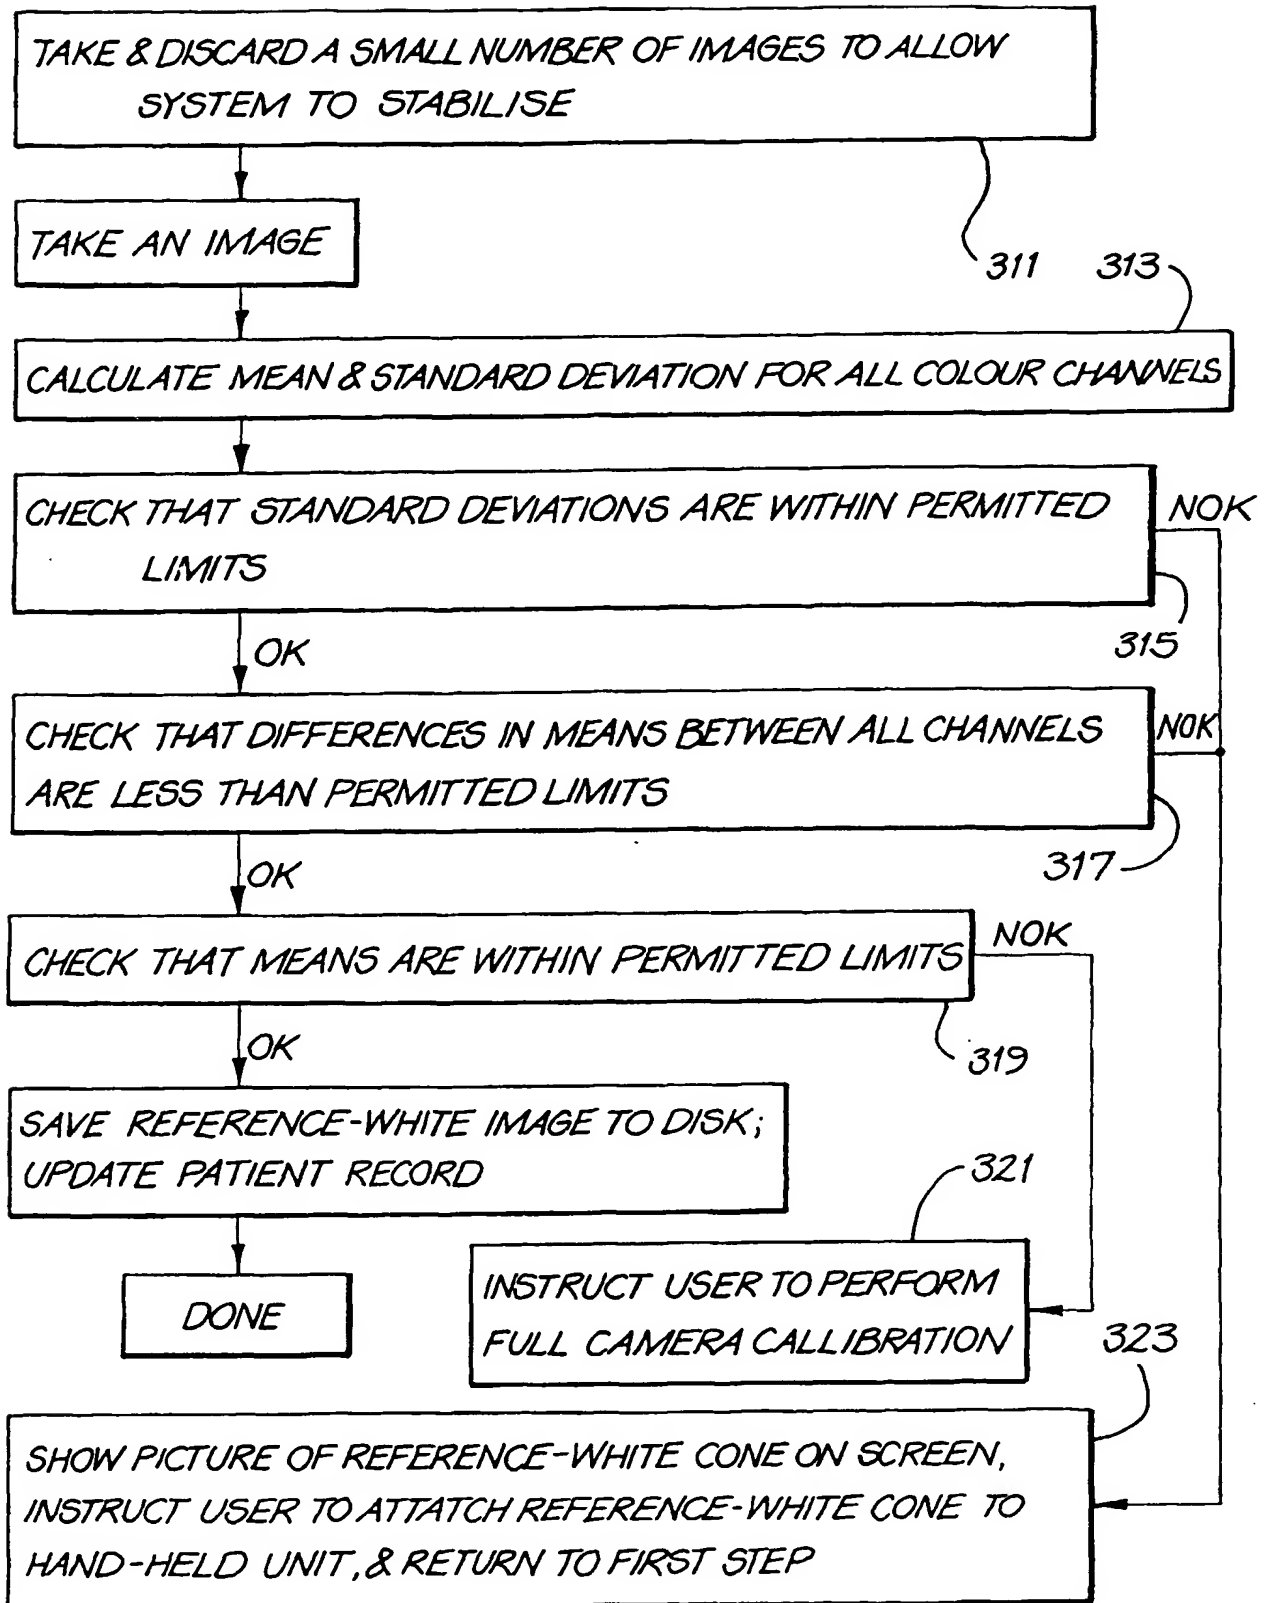 TAKE & DISCARD A SMALL NUMBER OF IMAGES TO ALLOW
SYSTEM TO STABILISE
311
TAKE AN IMAGE
313
CALCULATE MEAN & STANDARD DEVIATION FOR ALL COLOUR CHANNELS
CHECK THAT STANDARD DEVIATIONS ARE WITHIN PERMITTED
LIMITS
NOK
315
OK
CHECK THAT DIFFERENCES IN MEANS BETWEEN ALL CHANNELS
ARE LESS THAN PERMITTED LIMITS
NOK
317
OK
CHECK THAT MEANS ARE WITHIN PERMITTED LIMITS
NOK
319
OK
SAVE REFERENCE-WHITE IMAGE TO DISK;
UPDATE PATIENT RECORD
DONE
321
INSTRUCT USER TO PERFORM
FULL CAMERA CALLIBRATION
323
SHOW PICTURE OF REFERENCE-WHITE CONE ON SCREEN,
INSTRUCT USER TO ATTATCH REFERENCE-WHITE CONE TO
HAND-HELD UNIT, & RETURN TO FIRST STEP